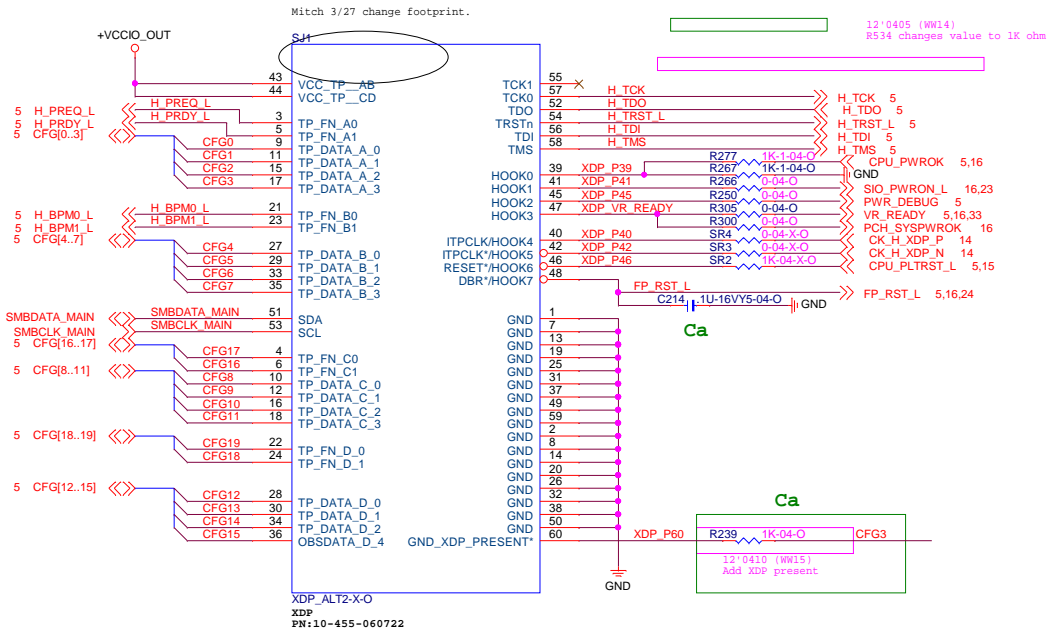 Mitch 3/27 change footprint.
12'0405 (WW14)
R534 changes value to 1K ohm
+VCCIO_OUT
SJ1
43 VCC_TP__AB
44 VCC_TP__CD
5 H_PREQ_L H_PREQ_L 3 TP_FN_A0
5 H_PRDY_L H_PRDY_L 5 TP_FN_A1
5 CFG[0..3]
CFG0 9 TP_DATA_A_0
CFG1 11 TP_DATA_A_1
CFG2 15 TP_DATA_A_2
CFG3 17 TP_DATA_A_3
5 H_BPM0_L H_BPM0_L 21 TP_FN_B0
5 H_BPM1_L H_BPM1_L 23 TP_FN_B1
5 CFG[4..7]
CFG4 27 TP_DATA_B_0
CFG5 29 TP_DATA_B_1
CFG6 33 TP_DATA_B_2
CFG7 35 TP_DATA_B_3
SMBDATA_MAIN SMBDATA_MAIN 51 SDA
SMBCLK_MAIN SMBCLK_MAIN 53 SCL
5 CFG[16..17]
CFG17 4 TP_FN_C0
CFG16 6 TP_FN_C1
5 CFG[8..11]
CFG8 10 TP_DATA_C_0
CFG9 12 TP_DATA_C_1
CFG10 16 TP_DATA_C_2
CFG11 18 TP_DATA_C_3
5 CFG[18..19]
CFG19 22 TP_FN_D_0
CFG18 24 TP_FN_D_1
5 CFG[12..15]
CFG12 28 TP_DATA_D_0
CFG13 30 TP_DATA_D_1
CFG14 34 TP_DATA_D_2
CFG15 36 OBSDATA_D_4
TCK1 55
TCK0 57 H_TCK H_TCK 5
TDO 52 H_TDO H_TDO 5
TRSTn 54 H_TRST_L H_TRST_L 5
TDI 56 H_TDI H_TDI 5
TMS 58 H_TMS H_TMS 5
R277 1K-1-04-O CPU_PWROK 5,16
HOOK0 39 XDP_P39 R267 1K-1-04-O GND
HOOK1 41 XDP_P41 R266 0-04-O SIO_PWRON_L 16,23
HOOK2 45 XDP_P45 R250 0-04-O PWR_DEBUG 5
HOOK3 47 XDP_VR_READY R305 0-04-O VR_READY 5,16,33
R300 0-04-O PCH_SYSPWROK 16
ITPCLK/HOOK4 40 XDP_P40 SR4 0-04-X-O CK_H_XDP_P 14
ITPCLK*/HOOK5 42 XDP_P42 SR3 0-04-X-O CK_H_XDP_N 14
RESET*/HOOK6 46 XDP_P46 SR2 1K-04-X-O CPU_PLTRST_L 5,15
DBR*/HOOK7 48
FP_RST_L FP_RST_L 5,16,24
C214 .1U-16VY5-04-O GND
Ca
GND 1
GND 7
GND 13
GND 19
GND 25
GND 31
GND 37
GND 49
GND 59
GND 2
GND 8
GND 14
GND 20
GND 26
GND 32
GND 38
GND 50
Ca
GND_XDP_PRESENT* 60 XDP_P60 R239 1K-04-O CFG3
12'0410 (WW15)
Add XDP present
GND
XDP_ALT2-X-O
XDP
PN:10-455-060722